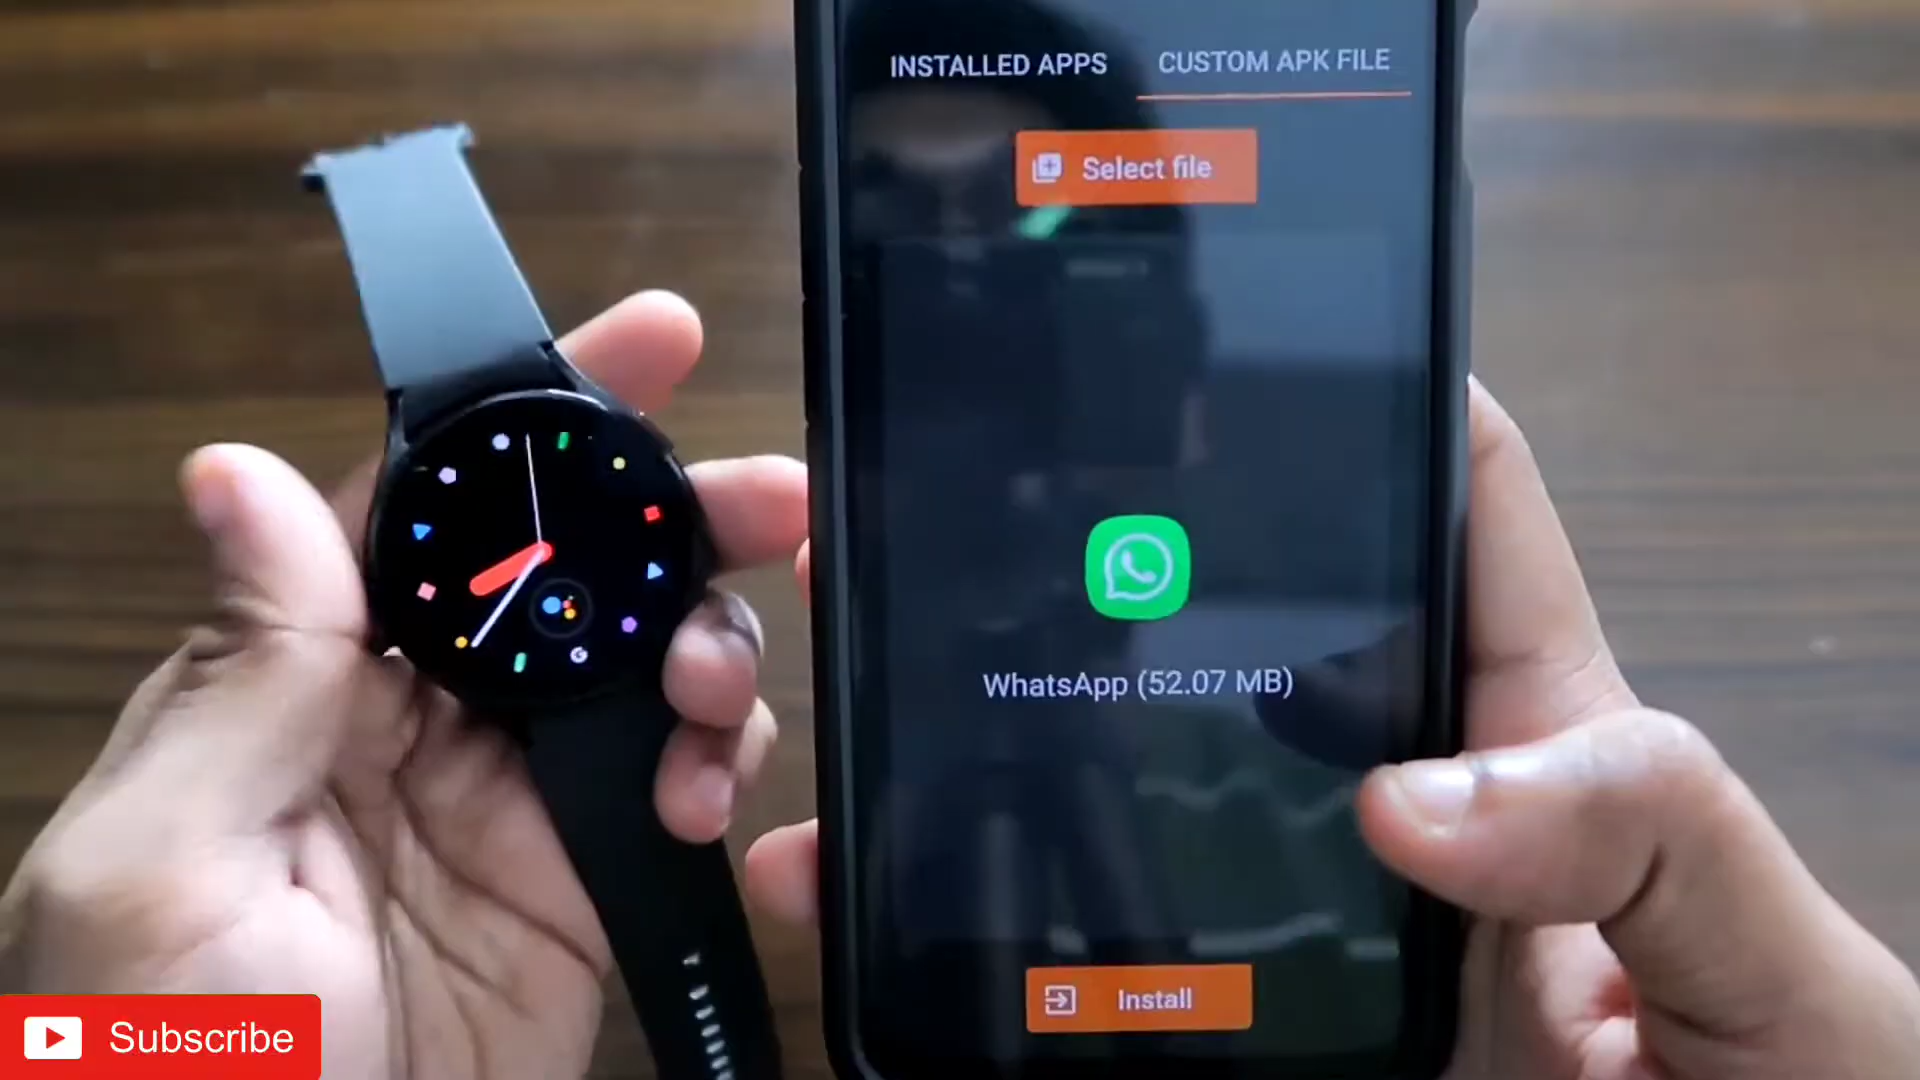 INSTALLED APPS
CUSTOM APK FILE
Select file
WhatsApp (52.07 MB)
Install
G
Subscribe